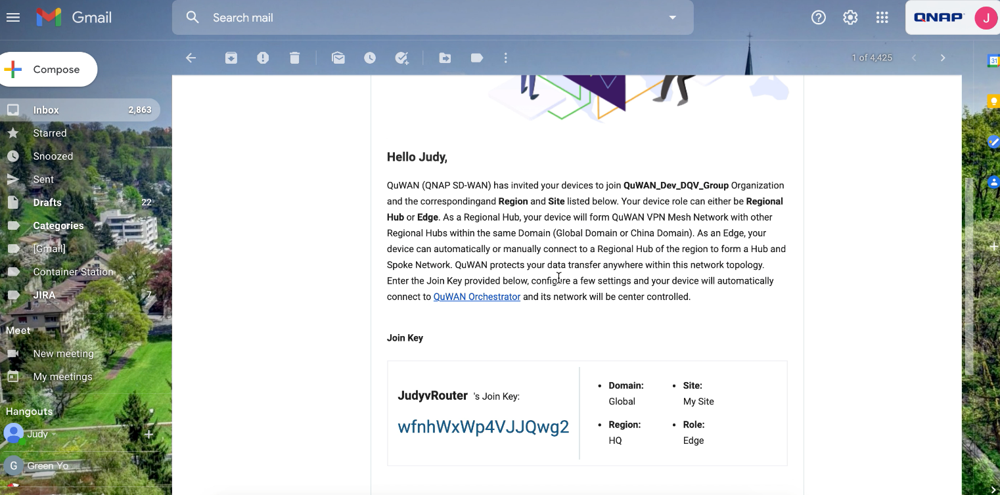 Gmail
Search mail
QNAP
J
Compose
1 of 4,425
31
Inbox 2,863
Starred
Snoozed
Sent
Drafts 22
Categories
[Gmail]
Container Station
JIRA 7
Meet
New meeting
My meetings
Hangouts
Judy
G Green Yo
Hello Judy,
QuWAN (QNAP SD-WAN) has invited your devices to join QuWAN_Dev_DQV_Group Organization
and the correspondingand Region and Site listed below. Your device role can either be Regional
Hub or Edge. As a Regional Hub, your device will form QuWAN VPN Mesh Network with other
Regional Hubs within the same Domain (Global Domain or China Domain). As an Edge, your
device can automatically or manually connect to a Regional Hub of the region to form a Hub and
Spoke Network. QuWAN protects your data transfer anywhere within this network topology.
Enter the Join Key provided below, configure a few settings and your device will automatically
connect to QuWAN Orchestrator and its network will be center controlled.
Join Key
JudyvRouter 's Join Key:
wfnhWxWp4VJJQwg2
• Domain:
Global
• Region:
HQ
• Site:
My Site
• Role:
Edge